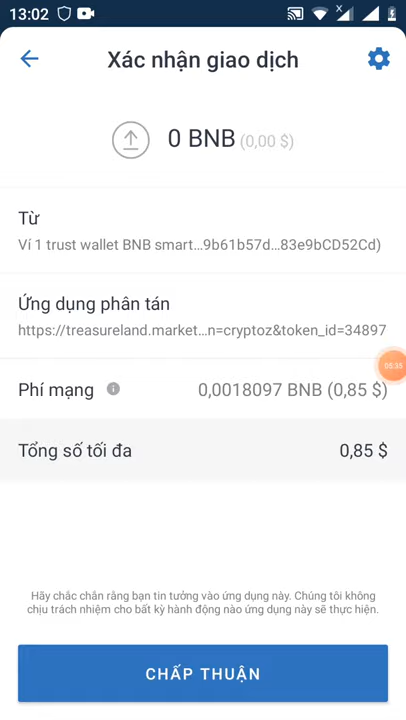 13:02
Xác nhận giao dịch
0 BNB (0,00 $)
Từ
Ví 1 trust wallet BNB smart...9b61b57d...83e9bCD52Cd)
Ứng dụng phân tán
https://treasureland.market...n=cryptoz&token_id=34897
05:35
Phí mạng 0,0018097 BNB (0,85 $)
Tổng số tối đa 0,85 $
Hãy chắc chắn rằng bạn tin tưởng vào ứng dụng này. Chúng tôi không
chịu trách nhiệm cho bất kỳ hành động nào ứng dụng này sẽ thực hiện.
CHẤP THUẬN